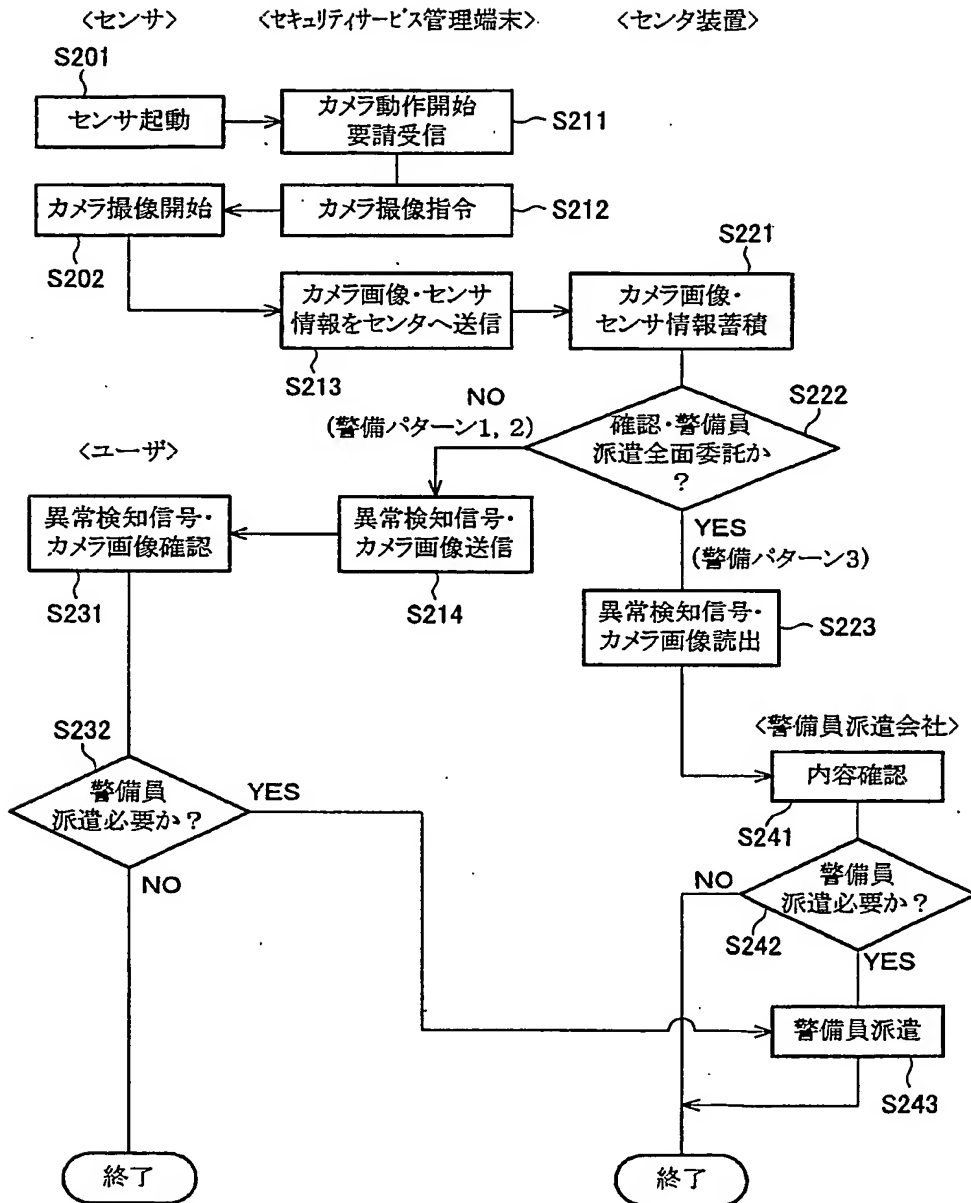 <センサ>
<セキュリティサービス管理端末>
<センタ装置>
S201
センサ起動
カメラ動作開始
要請受信
S211
カメラ撮像開始
カメラ撮像指令
S212
S202
S221
カメラ画像・センサ
情報をセンタへ送信
カメラ画像・
センサ情報蓄積
S213
NO
(警備パターン1, 2)
S222
確認・警備員
派遣全面委託か
?
<ユーザ>
異常検知信号・
カメラ画像確認
異常検知信号・
カメラ画像送信
YES
(警備パターン3)
S231
S214
異常検知信号・
カメラ画像読出
S223
<警備員派遣会社>
S232
警備員
派遣必要か?
YES
内容確認
S241
NO
NO
警備員
派遣必要か?
S242
YES
警備員派遣
S243
終了
終了